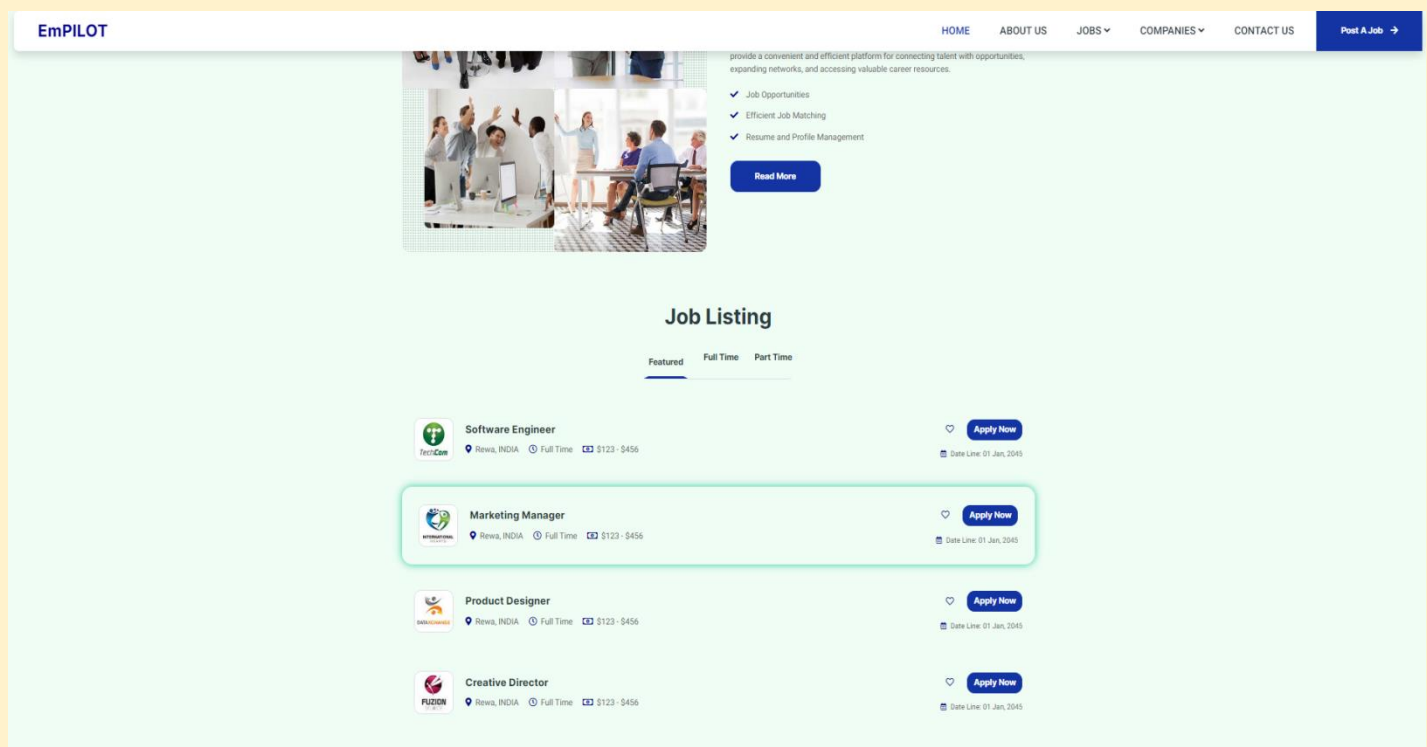 EmPILOT
HOME ABOUT US JOBS COMPANIES CONTACT US Post A Job
provide a convenient and efficient platform for connecting talent with opportunities,
expanding networks, and accessing valuable career resources.
Job Opportunities
Efficient Job Matching
Resume and Profile Management
Read More
Job Listing
Featured Full Time Part Time
TechCom
Software Engineer
Rewa, INDIA Full Time $123 - $456
Apply Now
Date Line: 01 Jan, 2045
INTERNATIONAL
Marketing Manager
Rewa, INDIA Full Time $123 - $456
Apply Now
Date Line: 01 Jan, 2045
Product Designer
Rewa, INDIA Full Time $123 - $456
Apply Now
Date Line: 01 Jan, 2045
FUZION
Creative Director
Rewa, INDIA Full Time $123 - $456
Apply Now
Date Line: 01 Jan, 2045